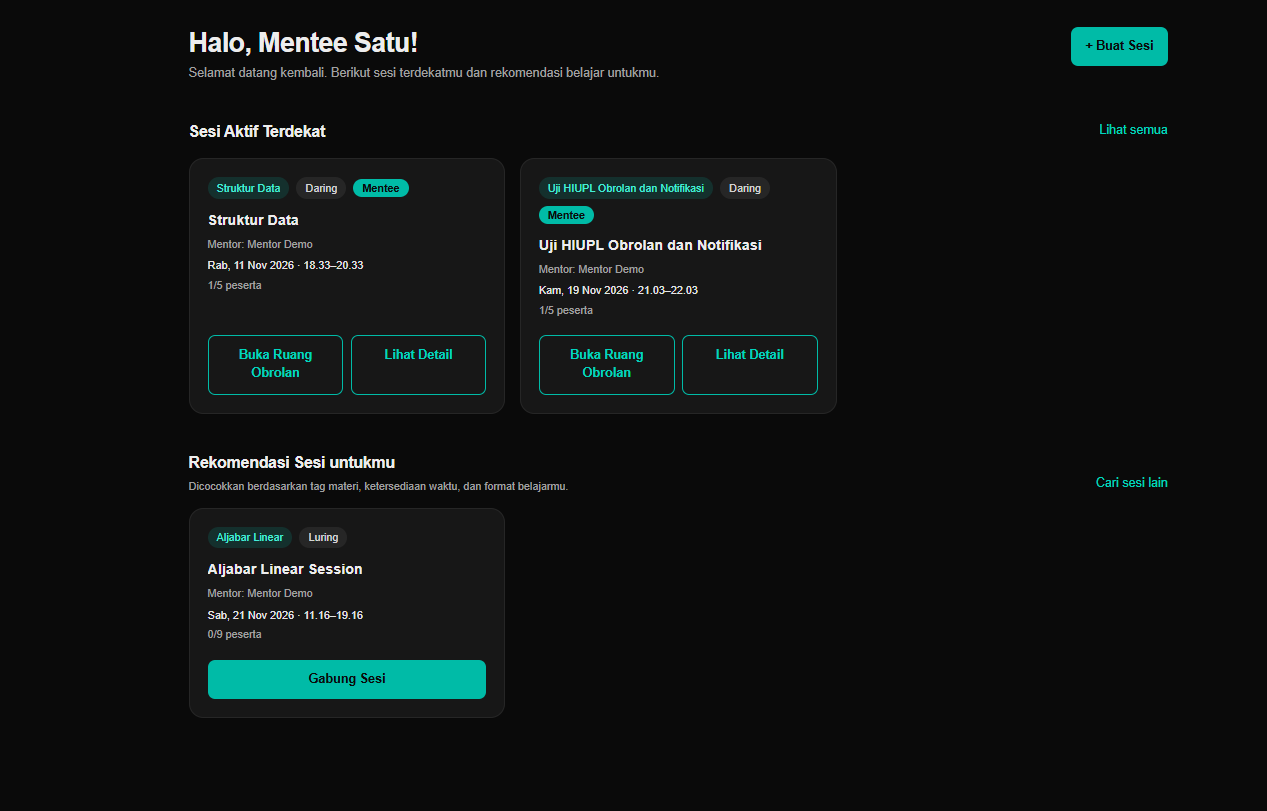 Halo, Mentee Satu!
+ Buat Sesi
Selamat datang kembali. Berikut sesi terdekatmu dan rekomendasi belajar untukmu.
Sesi Aktif Terdekat
Lihat semua
Struktur Data
Daring
Mentee
Struktur Data
Mentor: Mentor Demo
Rab, 11 Nov 2026 · 18.33–20.33
1/5 peserta
Buka Ruang
Obrolan
Lihat Detail
Uji HIUPL Obrolan dan Notifikasi
Daring
Mentee
Uji HIUPL Obrolan dan Notifikasi
Mentor: Mentor Demo
Kam, 19 Nov 2026 · 21.03–22.03
1/5 peserta
Buka Ruang
Obrolan
Lihat Detail
Rekomendasi Sesi untukmu
Dicocokkan berdasarkan tag materi, ketersediaan waktu, dan format belajarmu.
Cari sesi lain
Aljabar Linear
Luring
Aljabar Linear Session
Mentor: Mentor Demo
Sab, 21 Nov 2026 · 11.16–19.16
0/9 peserta
Gabung Sesi